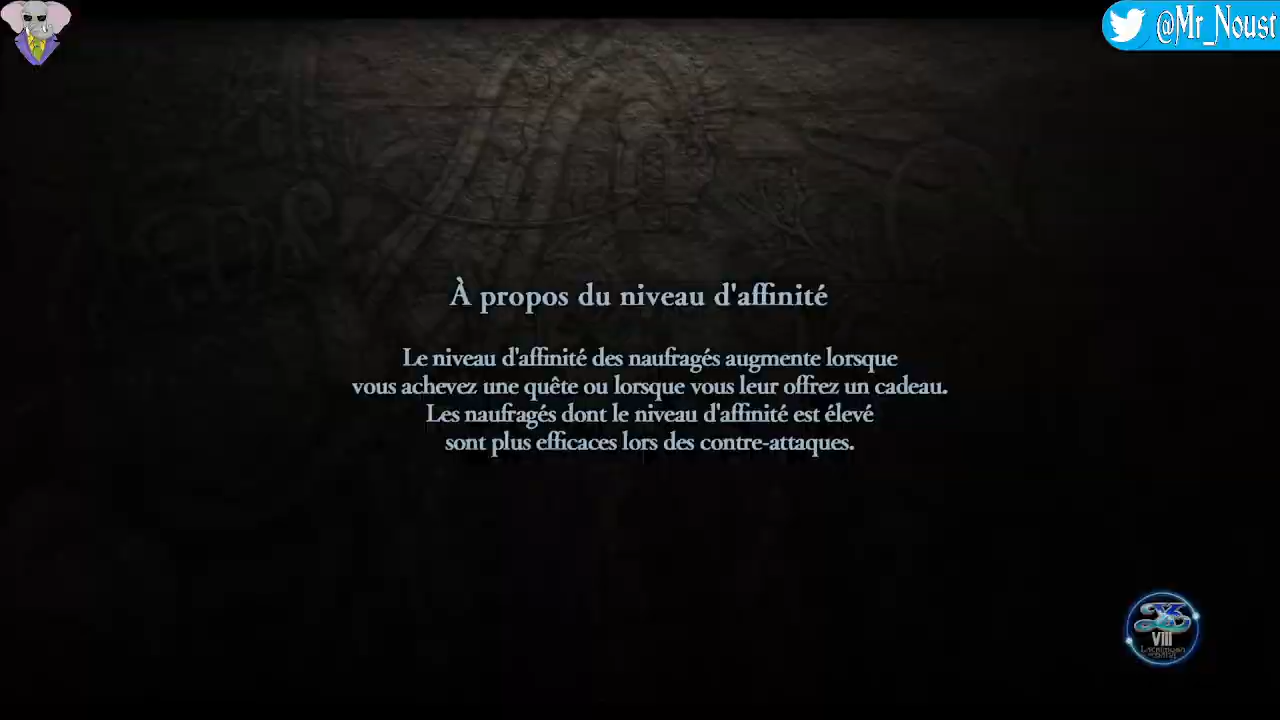 @Mr_Noust
À propos du niveau d'affinité
Le niveau d'affinité des naufragés augmente lorsque
vous achevez une quête ou lorsque vous leur offrez un cadeau.
Les naufragés dont le niveau d'affinité est élevé
sont plus efficaces lors des contre-attaques.
Ys
VIII